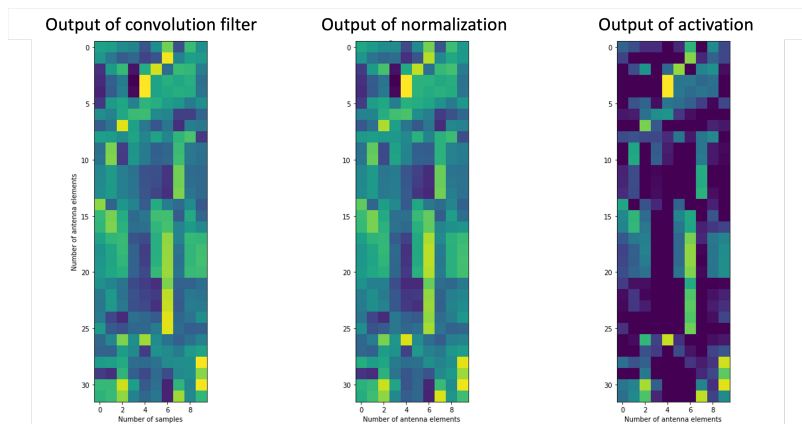 Output of convolution filter
Output of normalization
Output of activation
0
5
10
15
20
25
30
Number of antenna elements
0 2 4 6 8
Number of samples
0
5
10
15
20
25
30
0 2 4 6 8
Number of antenna elements
0
5
10
15
20
25
30
0 2 4 6 8
Number of antenna elements